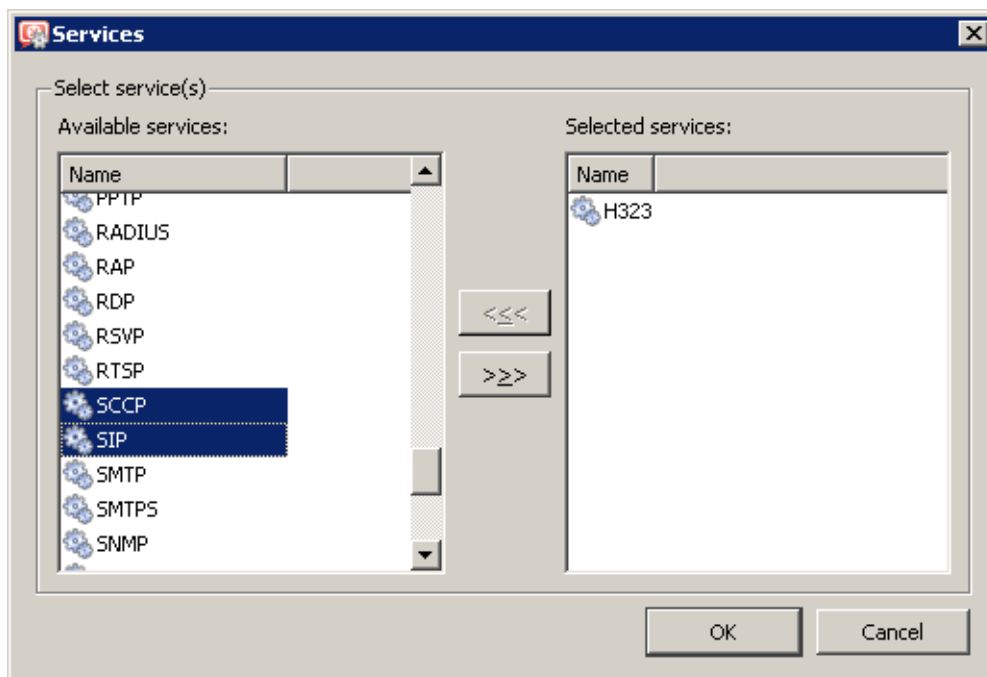 Services
Select service(s)
Available services:
Name
PPTP
RADIUS
RAP
RDP
RSVP
RTSP
SCCP
SIP
SMTP
SMTPS
SNMP
<<<
>>>
Selected services:
Name
H323
OK
Cancel